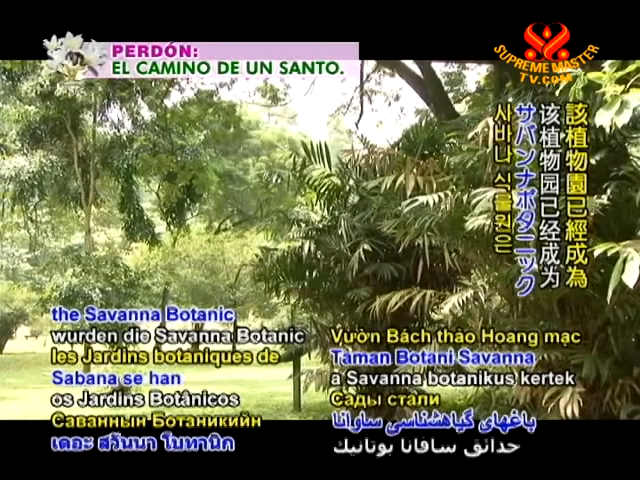 PERDÓN:
EL CAMINO DE UN SANTO.
SUPREME MASTER
TV.COM
該植物園已經成為
该植物园已经成为
サバンナボタニック
사바나 식물원은
the Savanna Botanic
wurden die Savanna Botanic
les Jardins botaniques de
Sabana se han
os Jardins Botânicos
Саванны́н Ботаникийн
เดอะ สวันนา โบทานิก
Vườn Bách thảo Hoang mạc
Taman Botani Savanna
a Savanna botanikus kertek
Сады стали
باغهای گیاهشناسی ساوانا
حدائق سافانا بوتانيك